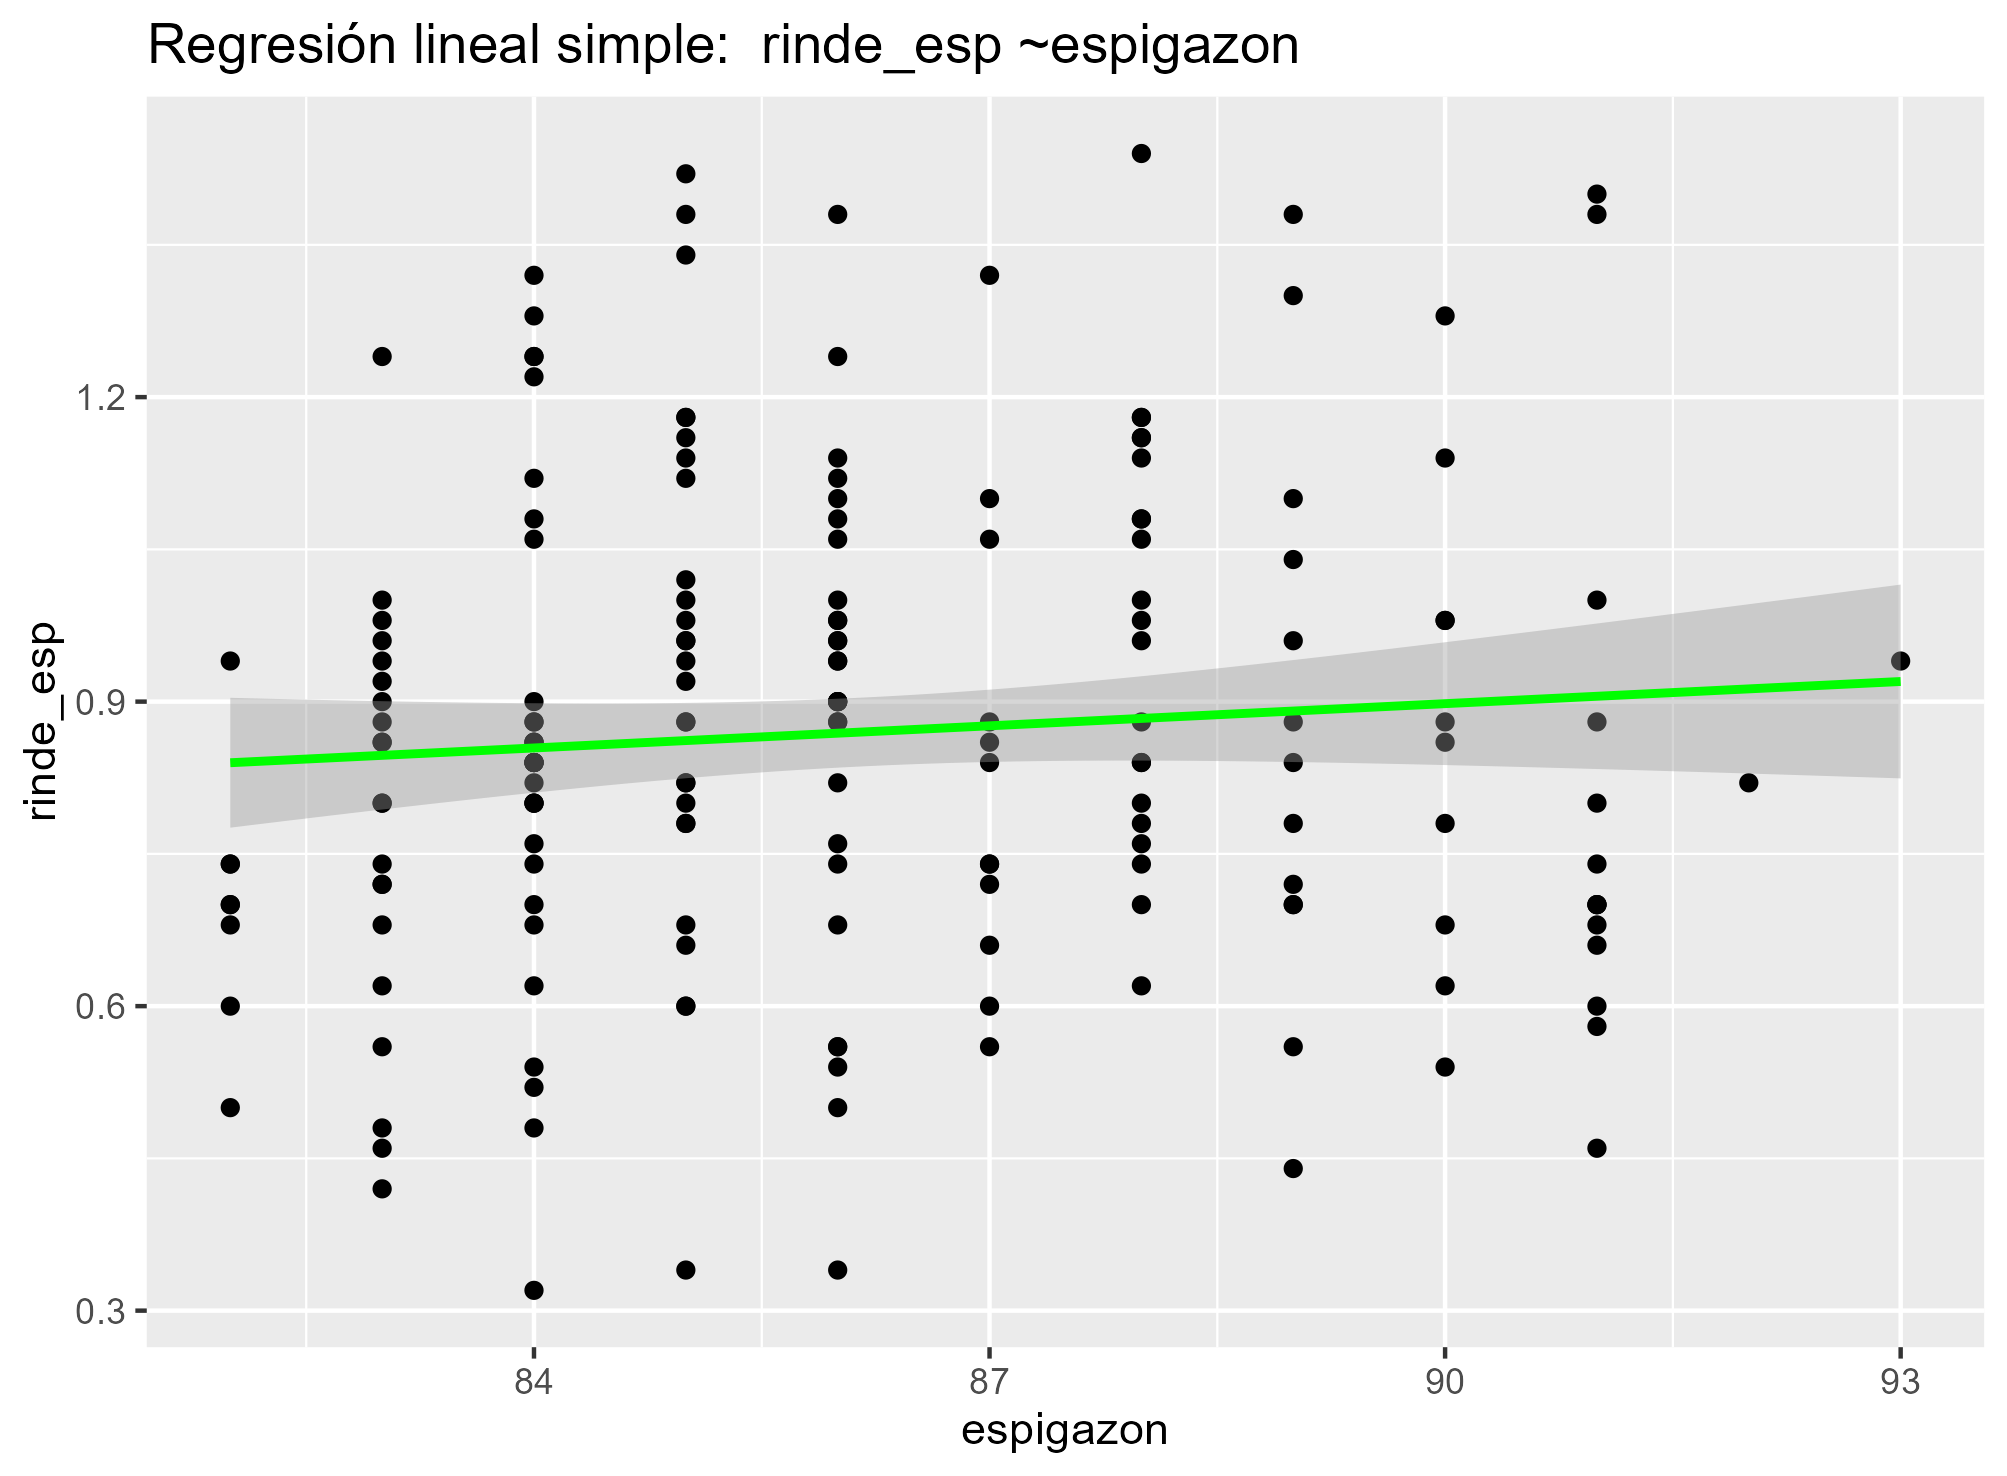 Regresión lineal simple:  rinde_esp ~espigazon
rinde_esp
1.2
0.9
0.6
0.3
84 87 90 93
espigazon